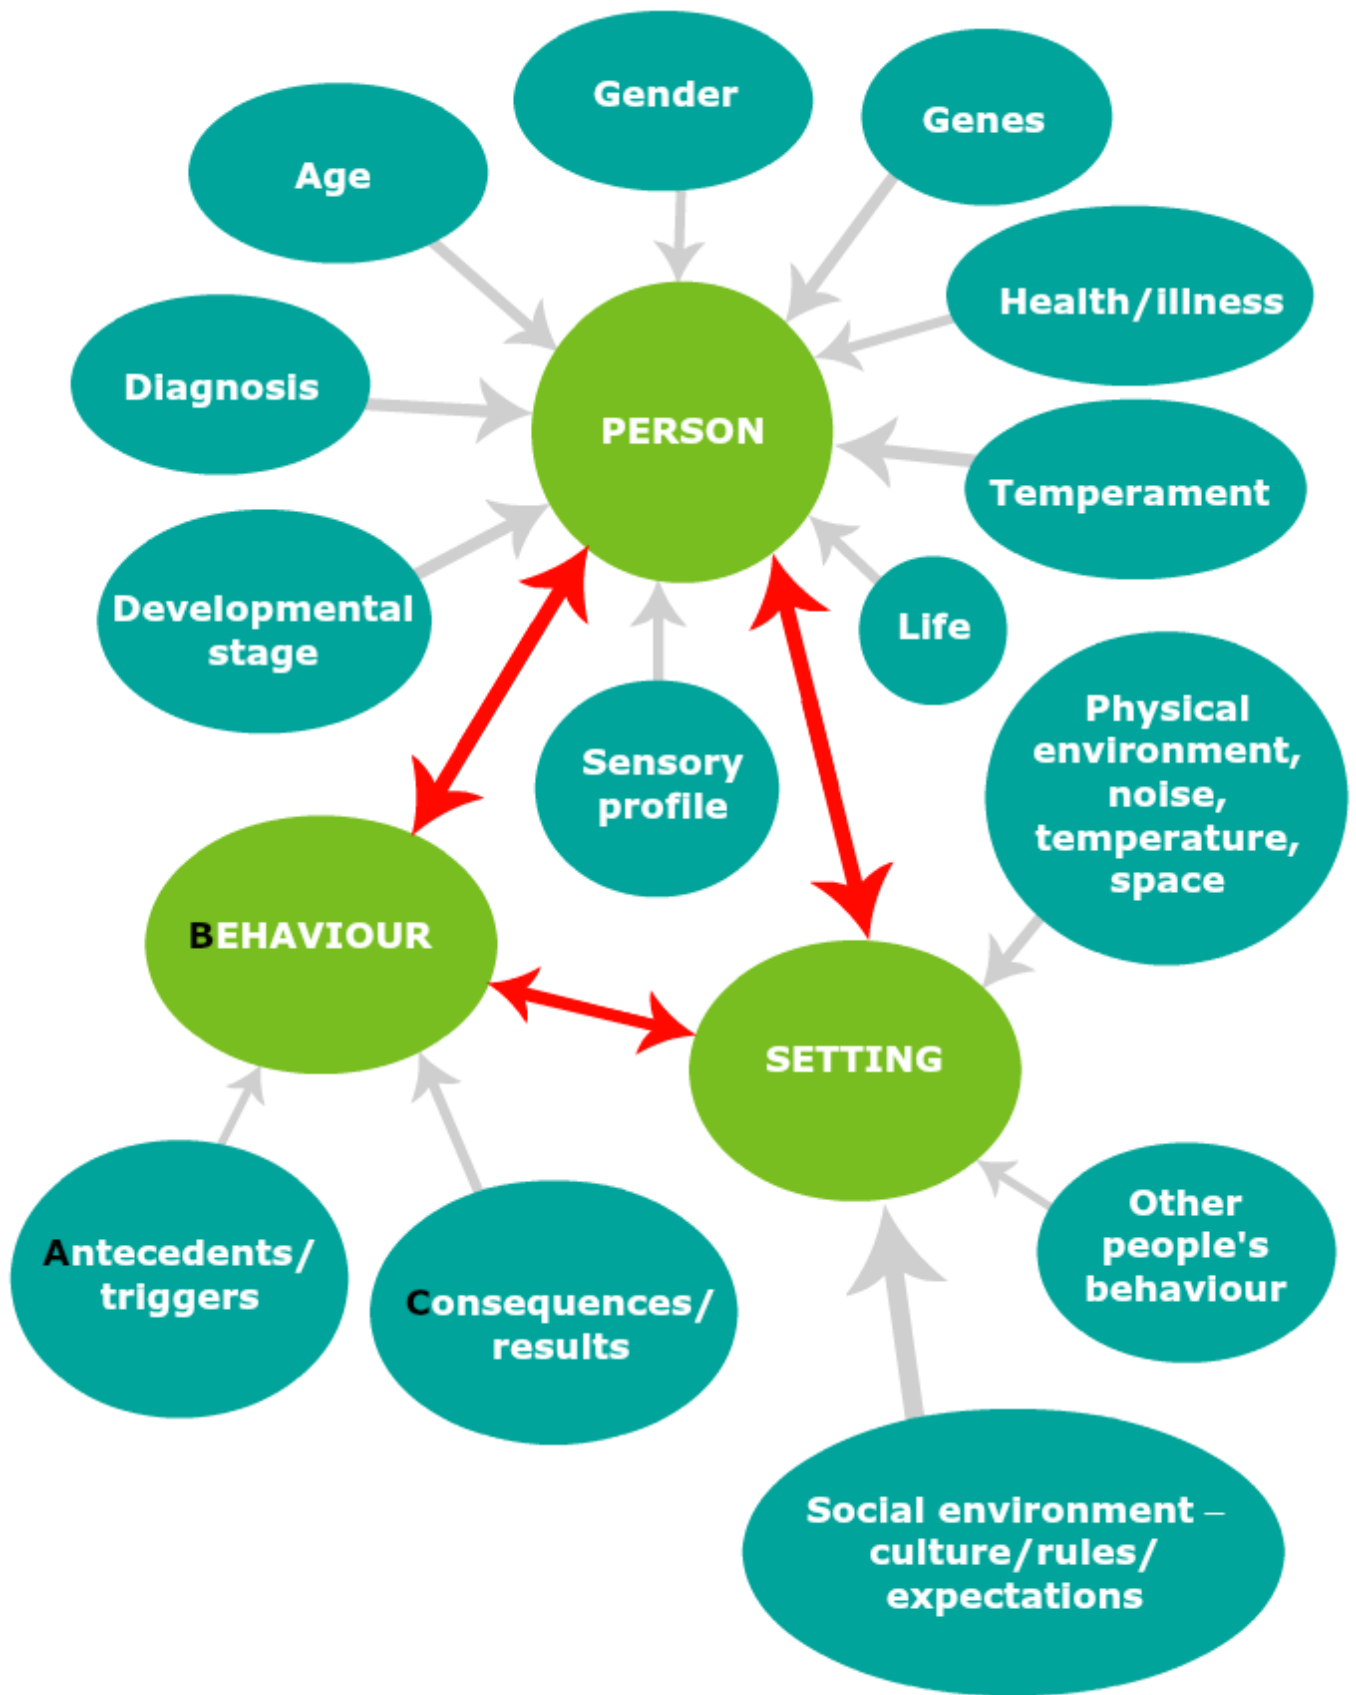 Gender
Genes
Age
Health/illness
Diagnosis
PERSON
Temperament
Developmental
stage
Life
Sensory
profile
Physical
environment,
noise,
temperature,
space
BEHAVIOUR
SETTING
Antecedents/
triggers
Consequences/
results
Other
people's
behaviour
Social environment –
culture/rules/
expectations